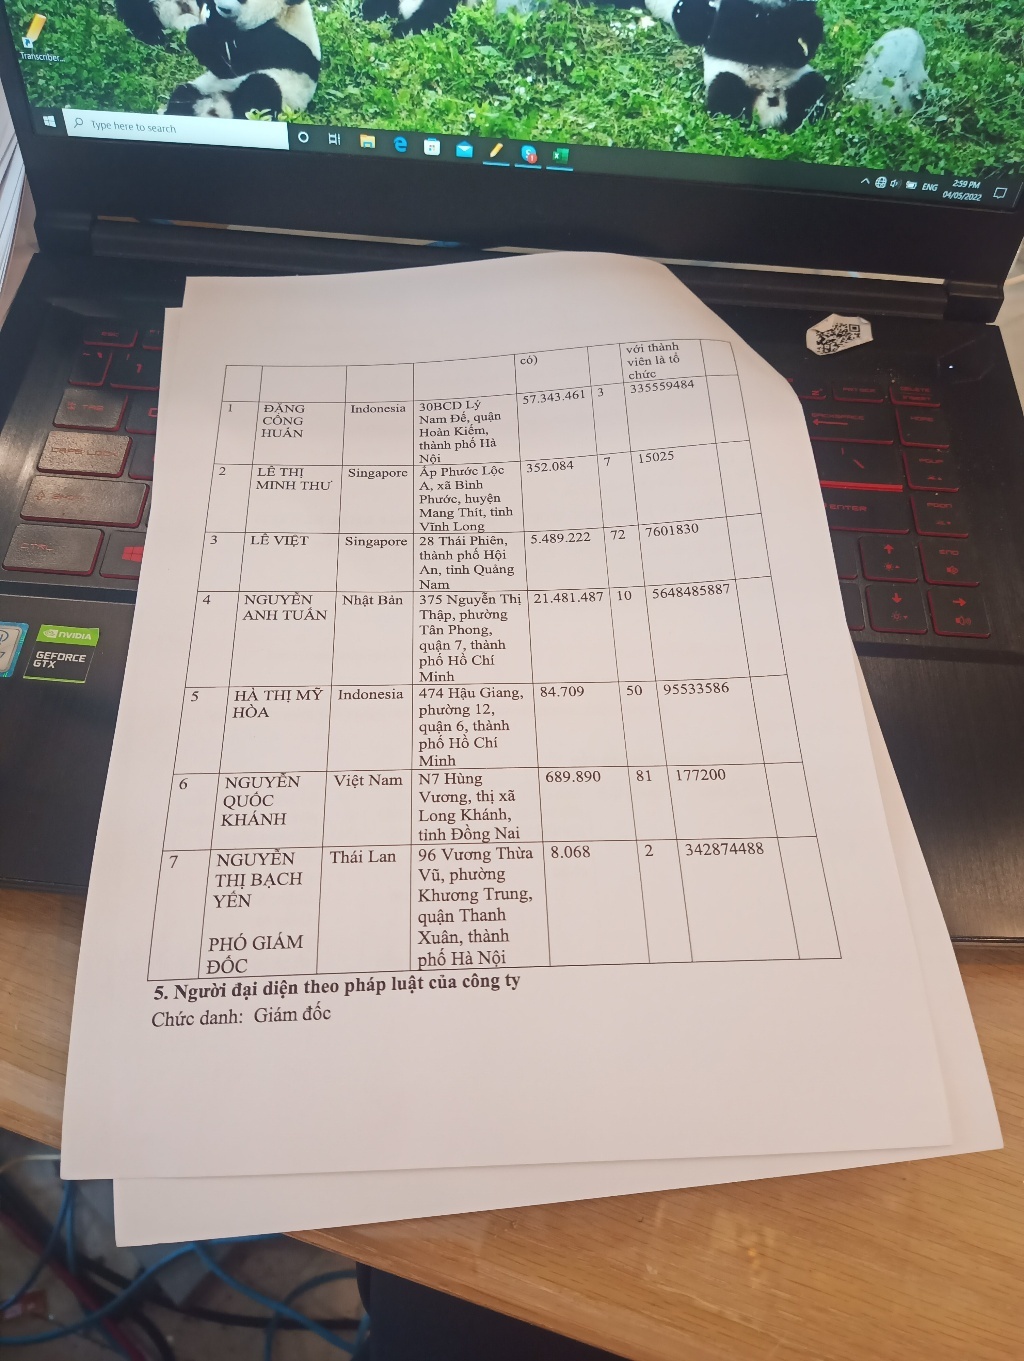 Transcriber...
Type here to search
ENG
2:59 PM
04/05/2022
có)
với thành
viên là tổ
chức
1
ĐẶNG
CÔNG
HUẤN
Indonesia
30BCD Lý
Nam Đế, quận
Hoàn Kiếm,
thành phố Hà
Nội
57.343.461
3
335559484
2
LÊ THỊ
MINH THƯ
Singapore
Ấp Phước Lộc
A, xã Bình
Phước, huyện
Mang Thít, tỉnh
Vĩnh Long
352.084
7
15025
3
LÊ VIỆT
Singapore
28 Thái Phiên,
thành phố Hội
An, tỉnh Quảng
Nam
5.489.222
72
7601830
4
NGUYỄN
ANH TUẤN
Nhật Bản
375 Nguyễn Thị
Thập, phường
Tân Phong,
quận 7, thành
phố Hồ Chí
Minh
21.481.487
10
5648485887
5
HÀ THỊ MỸ
HÒA
Indonesia
474 Hậu Giang,
phường 12,
quận 6, thành
phố Hồ Chí
Minh
84.709
50
95533586
6
NGUYỄN
QUỐC
KHÁNH
Việt Nam
N7 Hùng
Vương, thị xã
Long Khánh,
tỉnh Đồng Nai
689.890
81
177200
7
NGUYỄN
THỊ BẠCH
YẾN
PHÓ GIÁM
ĐỐC
Thái Lan
96 Vương Thừa
Vũ, phường
Khương Trung,
quận Thanh
Xuân, thành
phố Hà Nội
8.068
2
342874488
5. Người đại diện theo pháp luật của công ty
Chức danh: Giám đốc
NVIDIA
GEFORCE
GTX
TAB
CAPS LOCK
CTRL
ENTER
END